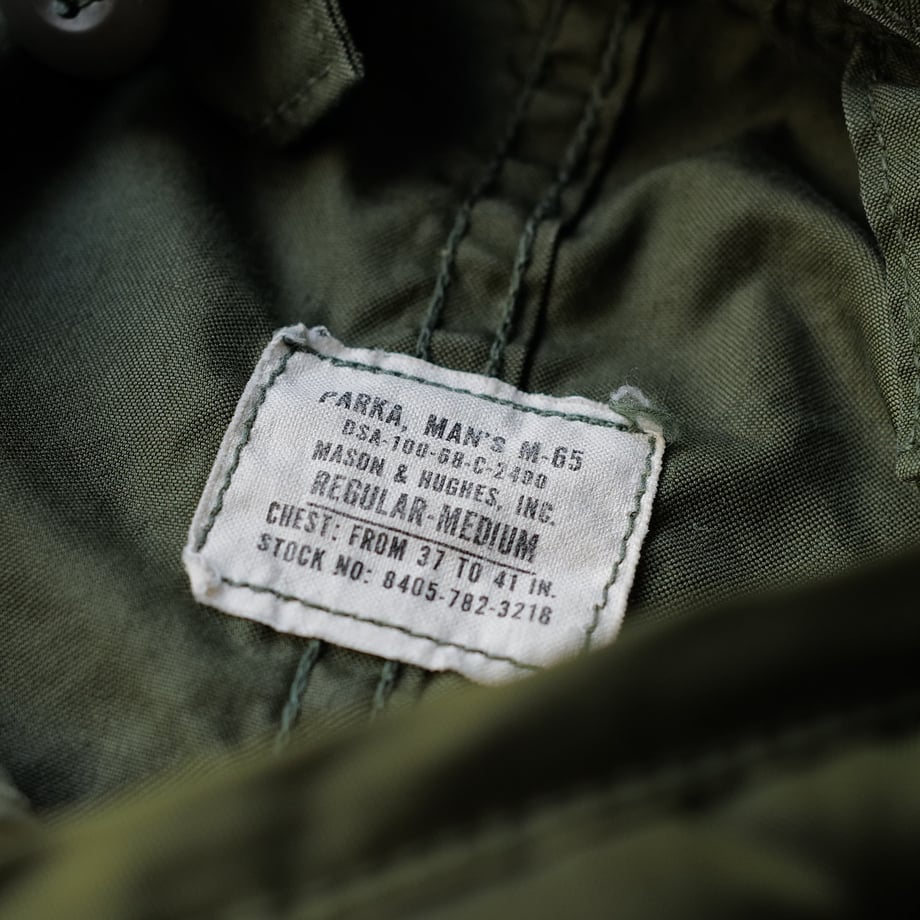 PARKA, MAN'S M-65
DSA-100-68-C-2400
MASON & HUGHES, INC.
REGULAR-MEDIUM
CHEST: FROM 37 TO 41 IN.
STOCK NO: 8405-782-3218